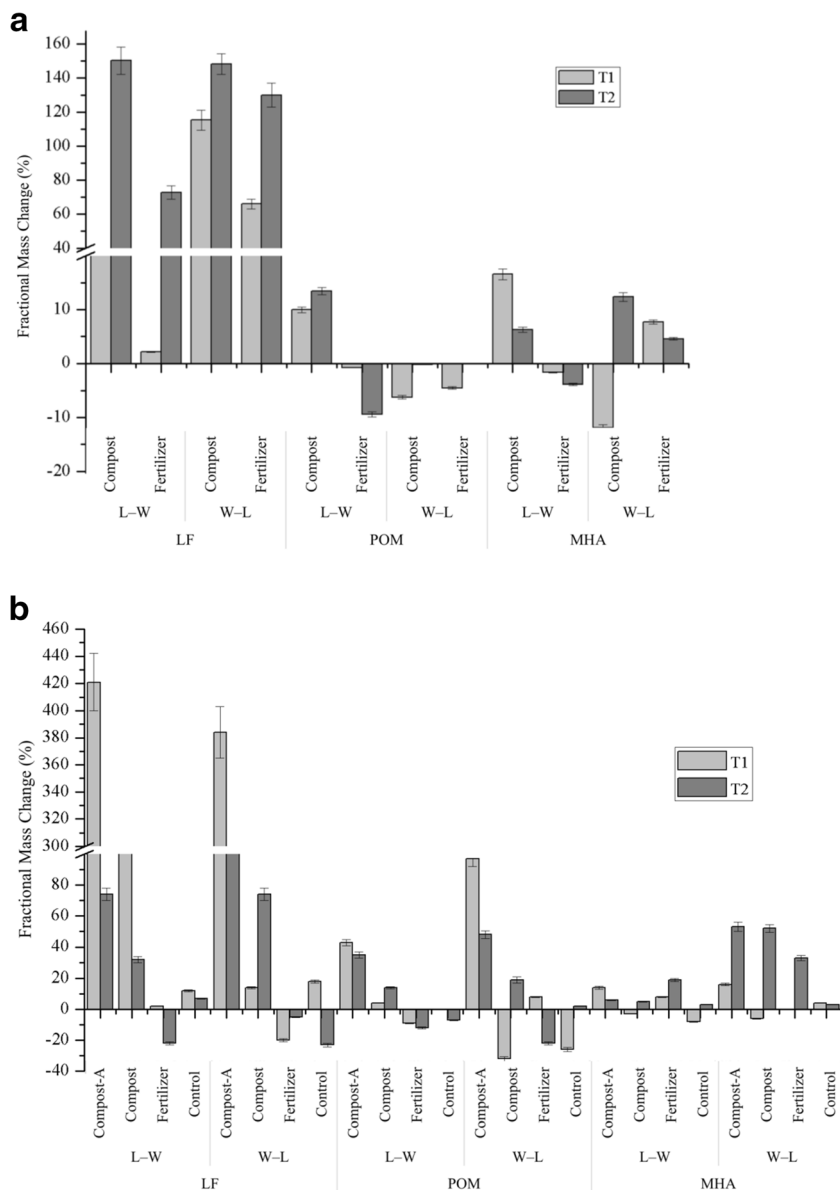 a
Fractional Mass Change (%)
160
140
120
100
80
60
40
10
0
-10
-20
T1
T2
Compost Fertilizer Compost Fertilizer Compost Fertilizer Compost Fertilizer Compost Fertilizer Compost Fertilizer
L–W W–L L–W W–L L–W W–L
LF POM MHA
b
Fractional Mass Change (%)
460
440
420
400
380
360
340
320
300
80
60
40
20
0
-20
-40
T1
T2
Compost-A Compost Fertilizer Control Compost-A Compost Fertilizer Control Compost-A Compost Fertilizer Control Compost-A Compost Fertilizer Control Compost-A Compost Fertilizer Control Compost-A Compost Fertilizer Control
L–W W–L L–W W–L L–W W–L
LF POM MHA